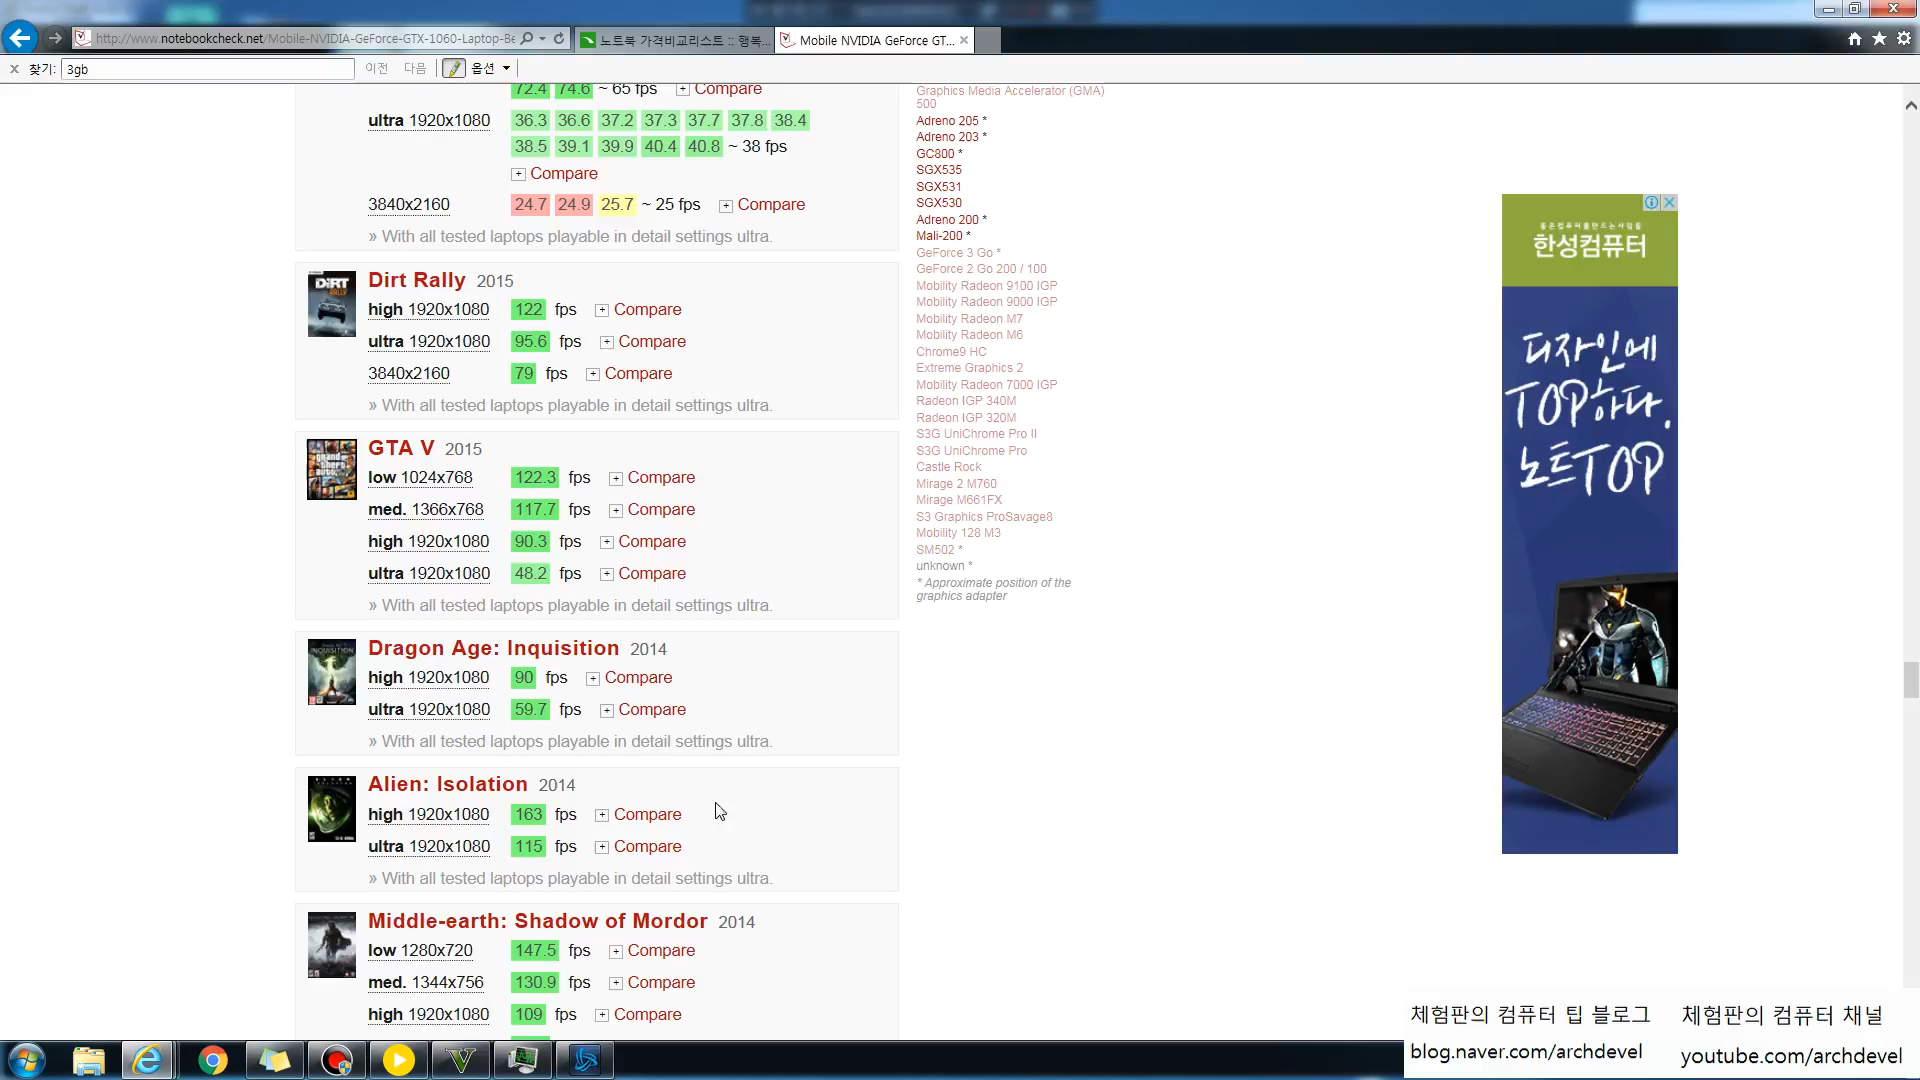 http://www.notebookcheck.net/Mobile-NVIDIA-GeForce-GTX-1060-Laptop-Be
노트북 가격비교리스트 :: 행복...
Mobile NVIDIA GeForce GT...
찾기: 3gb 이전 다음 옵션
72.4 74.6 ~ 65 fps Compare
ultra 1920x1080 36.3 36.6 37.2 37.3 37.7 37.8 38.4
38.5 39.1 39.9 40.4 40.8 ~ 38 fps
Compare
3840x2160 24.7 24.9 25.7 ~ 25 fps Compare
» With all tested laptops playable in detail settings ultra.
Dirt Rally 2015
high 1920x1080 122 fps Compare
ultra 1920x1080 95.6 fps Compare
3840x2160 79 fps Compare
» With all tested laptops playable in detail settings ultra.
GTA V 2015
low 1024x768 122.3 fps Compare
med. 1366x768 117.7 fps Compare
high 1920x1080 90.3 fps Compare
ultra 1920x1080 48.2 fps Compare
» With all tested laptops playable in detail settings ultra.
Dragon Age: Inquisition 2014
high 1920x1080 90 fps Compare
ultra 1920x1080 59.7 fps Compare
» With all tested laptops playable in detail settings ultra.
Alien: Isolation 2014
high 1920x1080 163 fps Compare
ultra 1920x1080 115 fps Compare
» With all tested laptops playable in detail settings ultra.
Middle-earth: Shadow of Mordor 2014
low 1280x720 147.5 fps Compare
med. 1344x756 130.9 fps Compare
high 1920x1080 109 fps Compare
Graphics Media Accelerator (GMA)
500
Adreno 205 *
Adreno 203 *
GC800 *
SGX535
SGX531
SGX530
Adreno 200 *
Mali-200 *
GeForce 3 Go *
GeForce 2 Go 200 / 100
Mobility Radeon 9100 IGP
Mobility Radeon 9000 IGP
Mobility Radeon M7
Mobility Radeon M6
Chrome9 HC
Extreme Graphics 2
Mobility Radeon 7000 IGP
Radeon IGP 340M
Radeon IGP 320M
S3G UniChrome Pro II
S3G UniChrome Pro
Castle Rock
Mirage 2 M760
Mirage M661FX
S3 Graphics ProSavage8
Mobility 128 M3
SM502 *
unknown *
* Approximate position of the
graphics adapter
좋은컴퓨터를만드는사람들
한성컴퓨터
디자인에
TOP하다.
노트TOP
체험판의 컴퓨터 팁 블로그
blog.naver.com/archdevel
체험판의 컴퓨터 채널
youtube.com/archdevel